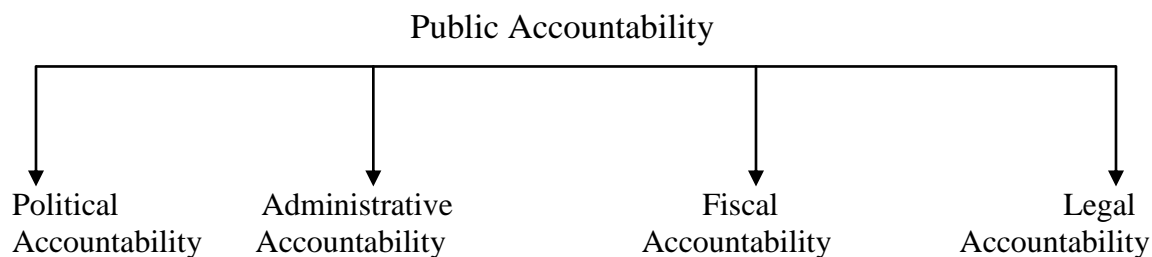 Public Accountability
Political Accountability
Administrative Accountability
Fiscal Accountability
Legal Accountability